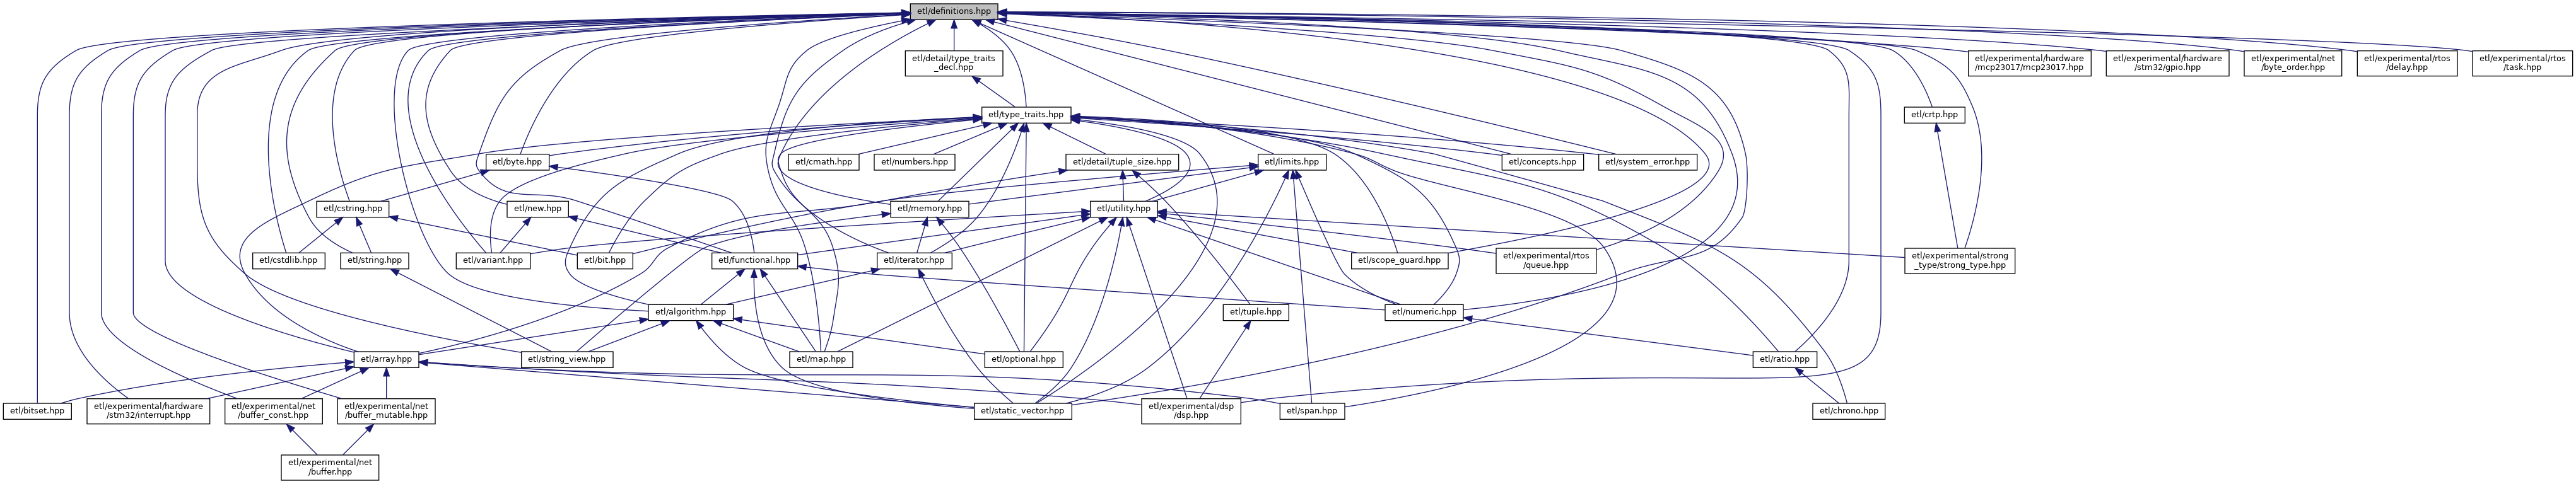 etl/definitions.hpp
etl/detail/type_traits
_decl.hpp
etl/experimental/hardware
/mcp23017/mcp23017.hpp
etl/experimental/hardware
/stm32/gpio.hpp
etl/experimental/net
/byte_order.hpp
etl/experimental/rtos
/delay.hpp
etl/experimental/rtos
/task.hpp
etl/type_traits.hpp
etl/crtp.hpp
etl/byte.hpp
etl/cmath.hpp
etl/numbers.hpp
etl/detail/tuple_size.hpp
etl/limits.hpp
etl/concepts.hpp
etl/system_error.hpp
etl/cstring.hpp
etl/new.hpp
etl/memory.hpp
etl/utility.hpp
etl/cstdlib.hpp
etl/string.hpp
etl/variant.hpp
etl/bit.hpp
etl/functional.hpp
etl/iterator.hpp
etl/scope_guard.hpp
etl/experimental/rtos
/queue.hpp
etl/experimental/strong
_type/strong_type.hpp
etl/algorithm.hpp
etl/tuple.hpp
etl/numeric.hpp
etl/array.hpp
etl/string_view.hpp
etl/map.hpp
etl/optional.hpp
etl/ratio.hpp
etl/bitset.hpp
etl/experimental/hardware
/stm32/interrupt.hpp
etl/experimental/net
/buffer_const.hpp
etl/experimental/net
/buffer_mutable.hpp
etl/static_vector.hpp
etl/experimental/dsp
/dsp.hpp
etl/span.hpp
etl/chrono.hpp
etl/experimental/net
/buffer.hpp